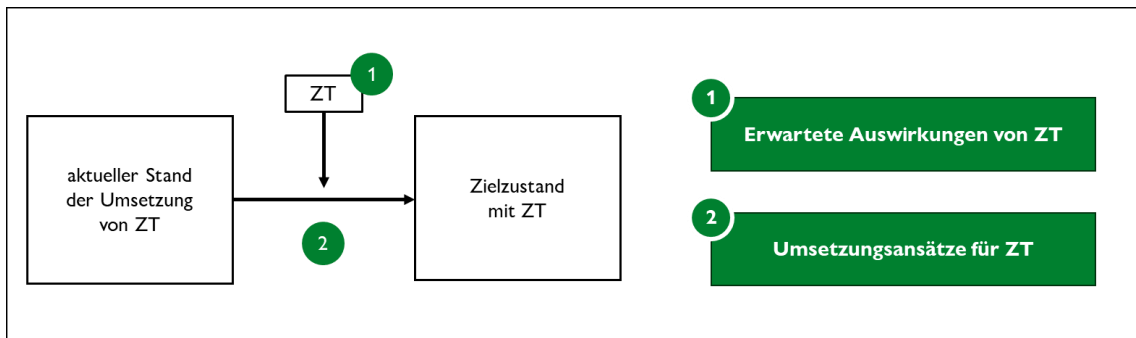 ZT
1
aktueller Stand
der Umsetzung
von ZT
2
Zielzustand
mit ZT
1
Erwartete Auswirkungen von ZT
2
Umsetzungsansätze für ZT